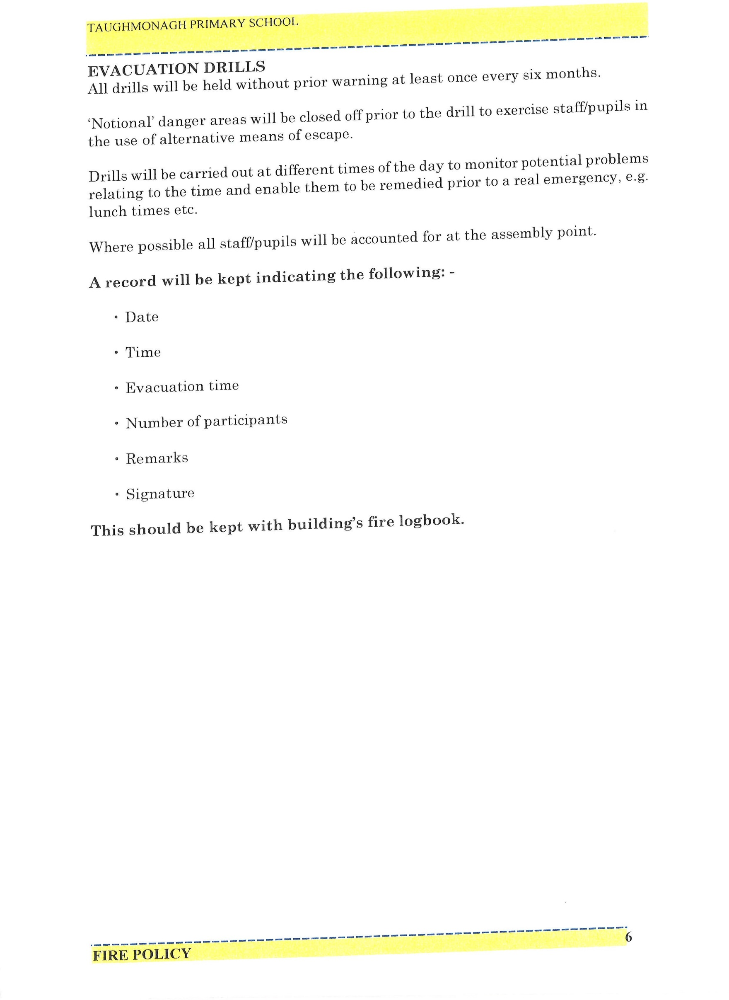 TAUGHMONAGH PRIMARY SCHOOL
EVACUATION DRILLS
All drills will be held without prior warning at least once every six months.
‘Notional’ danger areas will be closed off prior to the drill to exercise staff/pupils in
the use of alternative means of escape.
Drills will be carried out at different times of the day to monitor potential problems
relating to the time and enable them to be remedied prior to a real emergency, e.g.
lunch times etc.
Where possible all staff/pupils will be accounted for at the assembly point.
A record will be kept indicating the following: -
• Date
• Time
• Evacuation time
• Number of participants
• Remarks
• Signature
This should be kept with building’s fire logbook.
6
FIRE POLICY